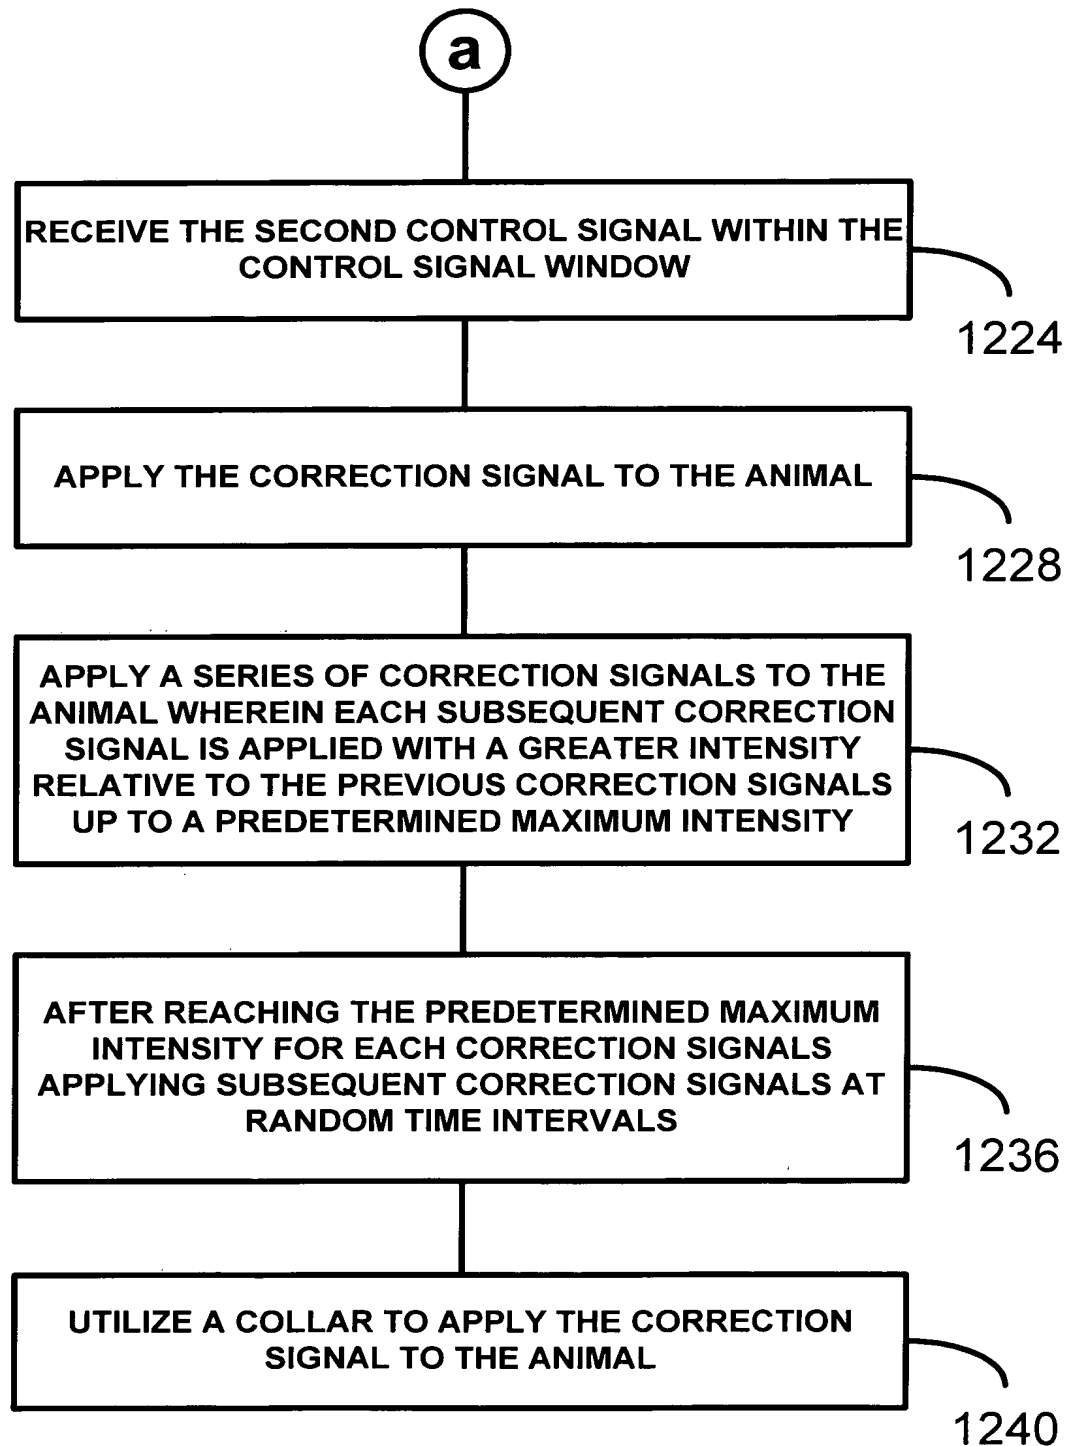 a
RECEIVE THE SECOND CONTROL SIGNAL WITHIN THE
CONTROL SIGNAL WINDOW
1224
APPLY THE CORRECTION SIGNAL TO THE ANIMAL
1228
APPLY A SERIES OF CORRECTION SIGNALS TO THE
ANIMAL WHEREIN EACH SUBSEQUENT CORRECTION
SIGNAL IS APPLIED WITH A GREATER INTENSITY
RELATIVE TO THE PREVIOUS CORRECTION SIGNALS
UP TO A PREDETERMINED MAXIMUM INTENSITY
1232
AFTER REACHING THE PREDETERMINED MAXIMUM
INTENSITY FOR EACH CORRECTION SIGNALS
APPLYING SUBSEQUENT CORRECTION SIGNALS AT
RANDOM TIME INTERVALS
1236
UTILIZE A COLLAR TO APPLY THE CORRECTION
SIGNAL TO THE ANIMAL
1240